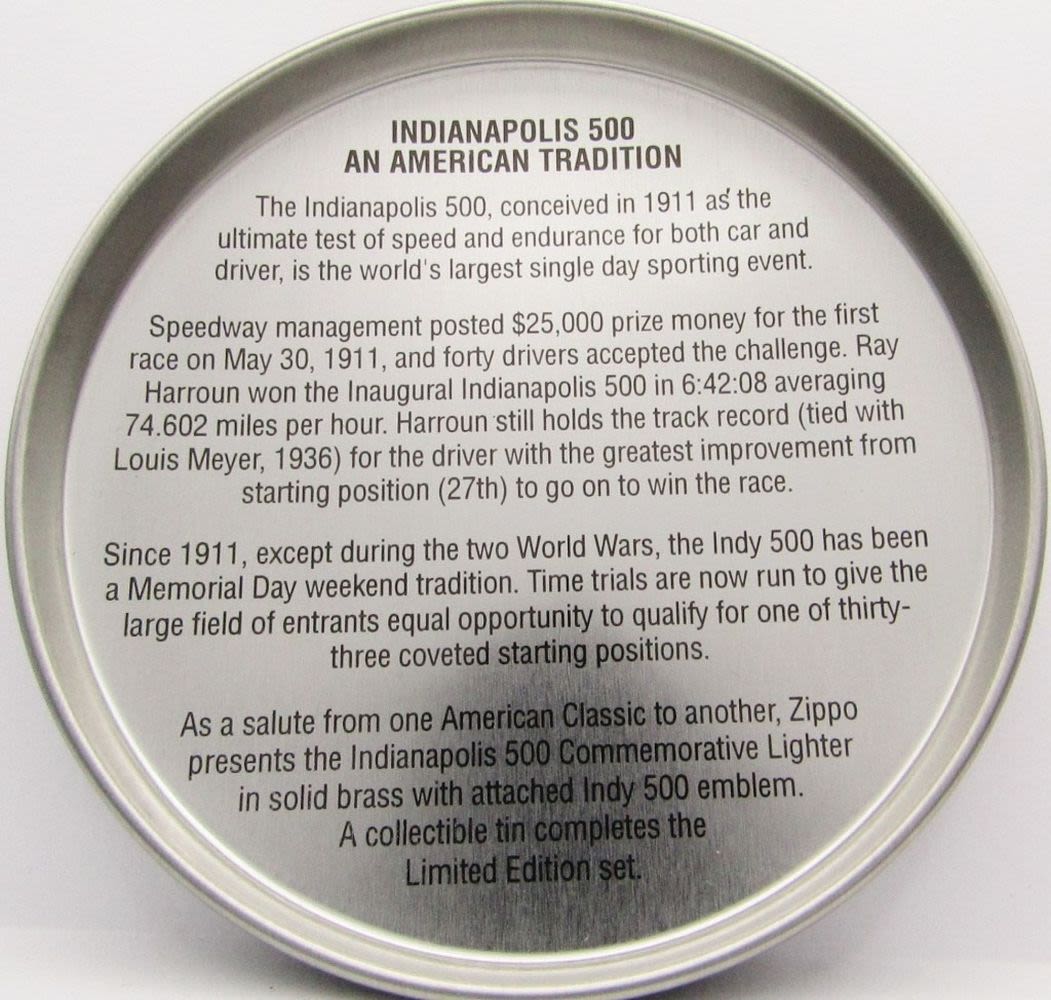 INDIANAPOLIS 500
AN AMERICAN TRADITION
The Indianapolis 500, conceived in 1911 as the
ultimate test of speed and endurance for both car and
driver, is the world's largest single day sporting event.
Speedway management posted $25,000 prize money for the first
race on May 30, 1911, and forty drivers accepted the challenge. Ray
Harroun won the Inaugural Indianapolis 500 in 6:42:08 averaging
74.602 miles per hour. Harroun still holds the track record (tied with
Louis Meyer, 1936) for the driver with the greatest improvement from
starting position (27th) to go on to win the race.
Since 1911, except during the two World Wars, the Indy 500 has been
a Memorial Day weekend tradition. Time trials are now run to give the
large field of entrants equal opportunity to qualify for one of thirty-
three coveted starting positions.
As a salute from one American Classic to another, Zippo
presents the Indianapolis 500 Commemorative Lighter
in solid brass with attached Indy 500 emblem.
A collectible tin completes the
Limited Edition set.